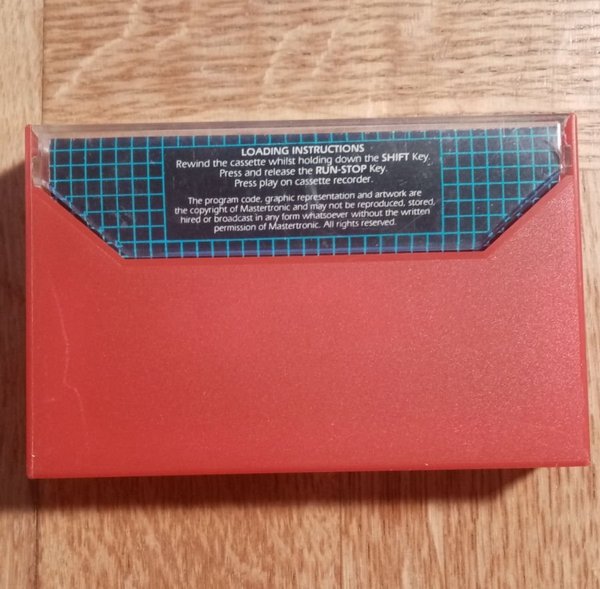 LOADING INSTRUCTIONS
Rewind the cassette whilst holding down the SHIFT Key.
Press and release the RUN-STOP Key.
Press play on cassette recorder.
The program code, graphic representation and artwork are
the copyright of Mastertronic and may not be reproduced, stored,
hired or broadcast in any form whatsoever without the written
permission of Mastertronic. All rights reserved.